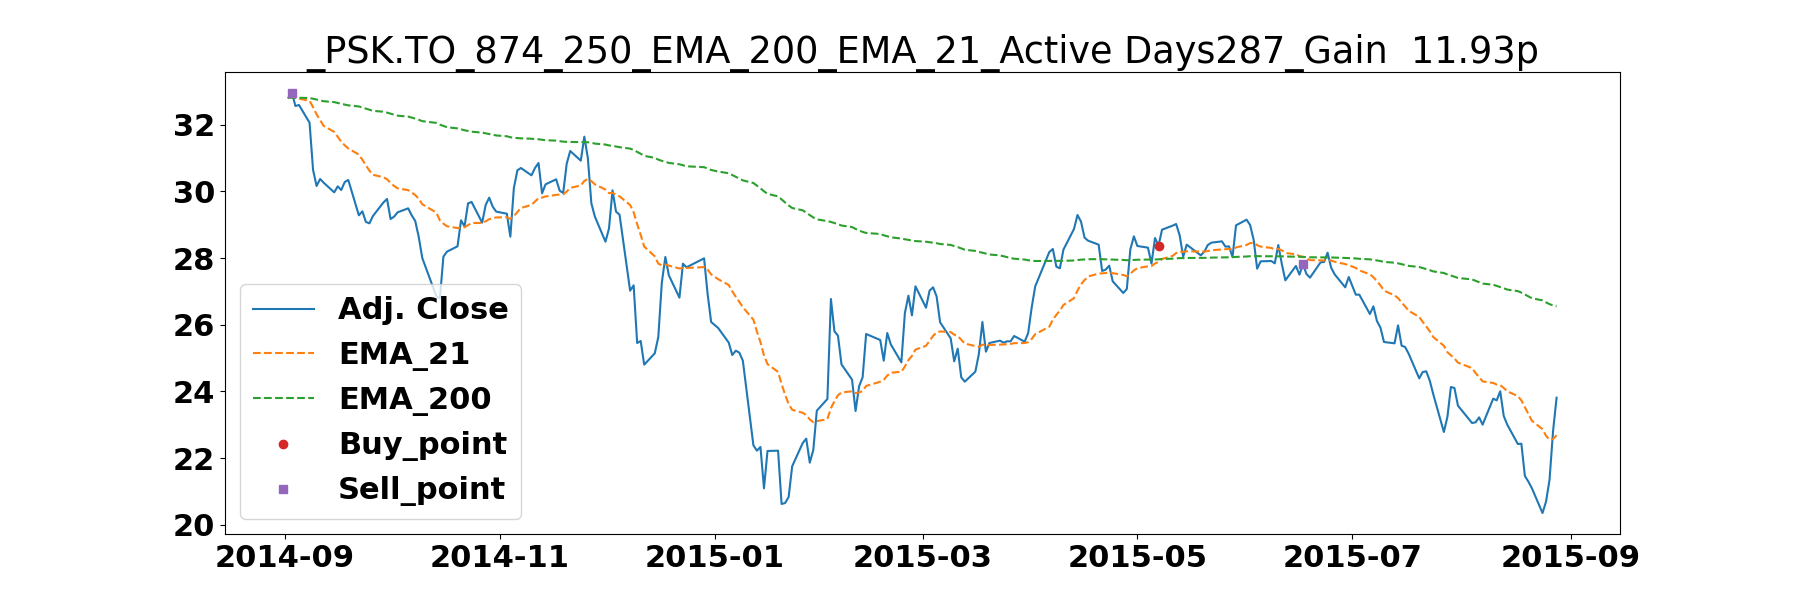 _PSK.TO_874_250_EMA_200_EMA_21_Active Days287_Gain  11.93p
32
30
28
26
24
22
20
Adj. Close
EMA_21
EMA_200
Buy_point
Sell_point
2014-09 2014-11 2015-01 2015-03 2015-05 2015-07 2015-09